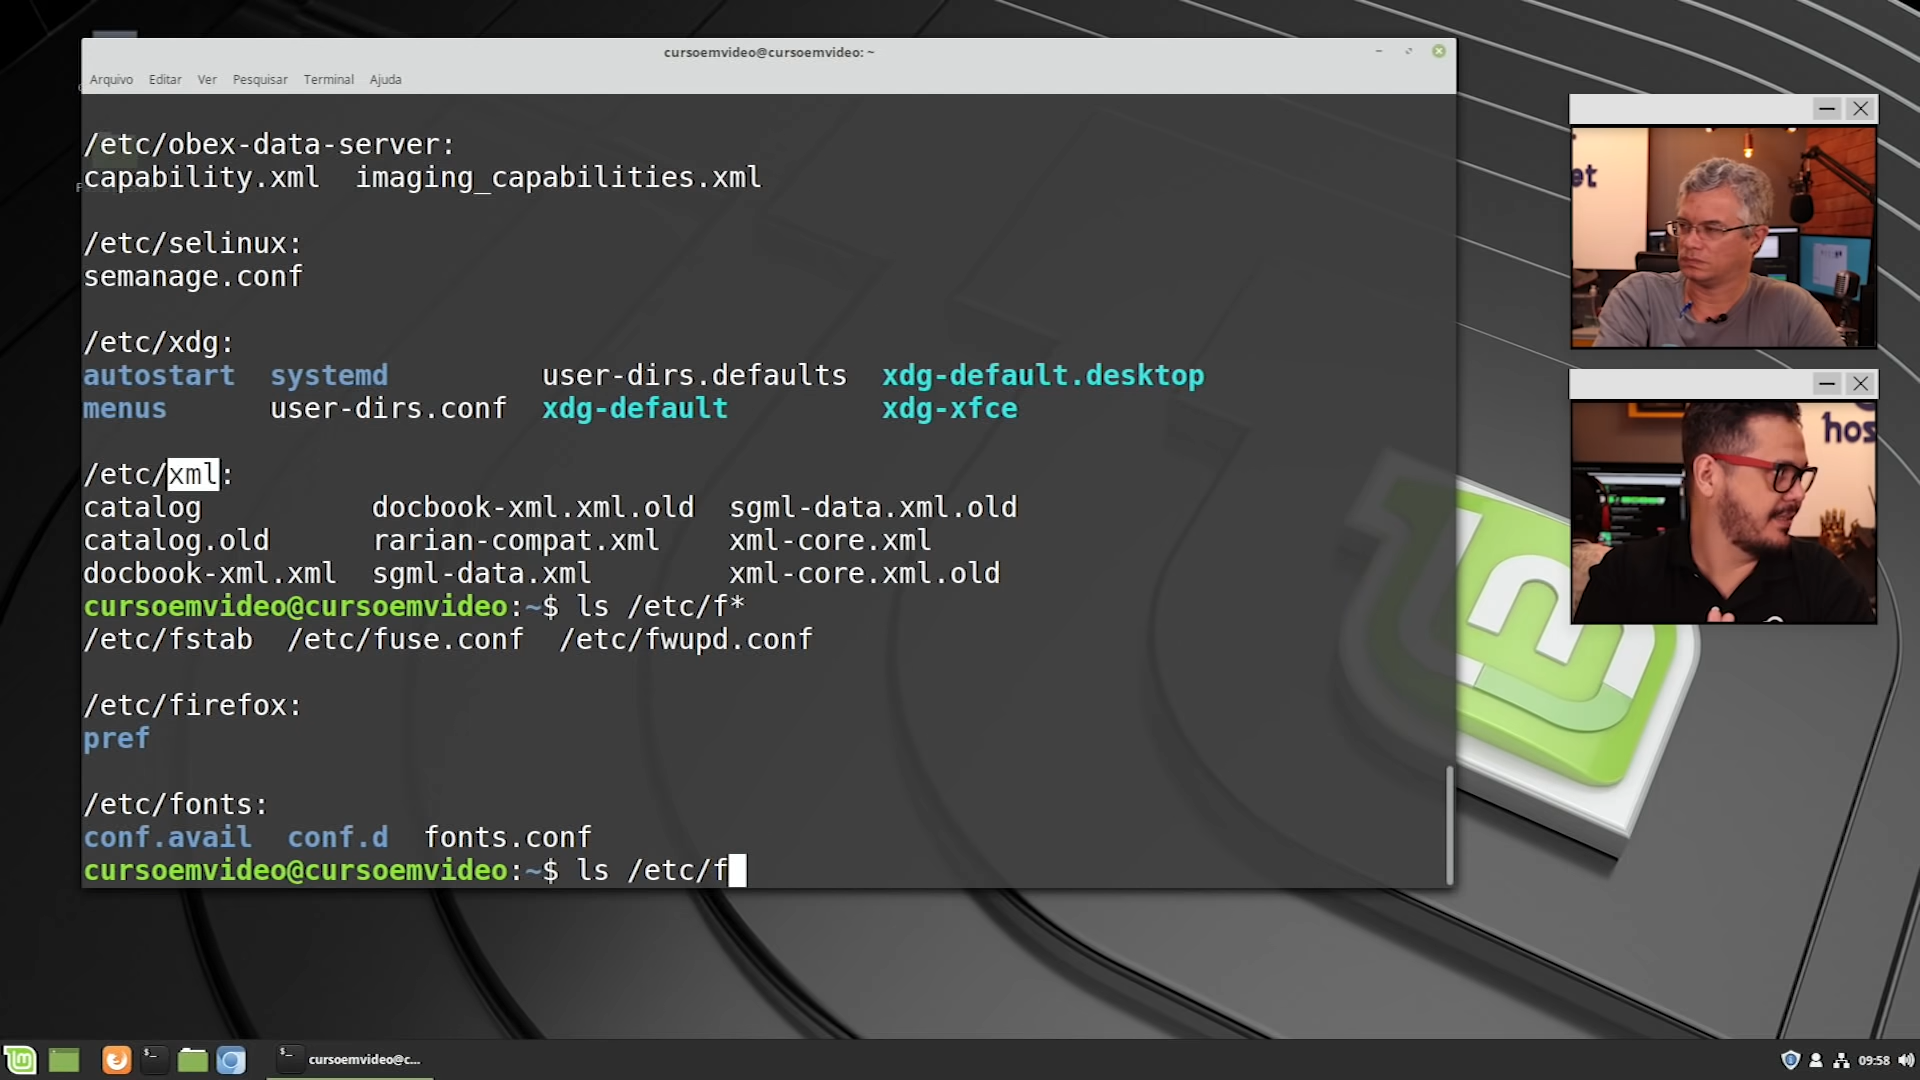 cursoemvideo@cursoemvideo: ~
Arquivo Editar Ver Pesquisar Terminal Ajuda
/etc/obex-data-server:
capability.xml imaging_capabilities.xml
/etc/selinux:
semanage.conf
/etc/xdg:
autostart systemd user-dirs.defaults xdg-default.desktop
menus user-dirs.conf xdg-default xdg-xfce
/etc/xml:
catalog docbook-xml.xml.old sgml-data.xml.old
catalog.old rarian-compat.xml xml-core.xml
docbook-xml.xml sgml-data.xml xml-core.xml.old
cursoemvideo@cursoemvideo:~$ ls /etc/f*
/etc/fstab /etc/fuse.conf /etc/fwupd.conf
/etc/firefox:
pref
/etc/fonts:
conf.avail conf.d fonts.conf
cursoemvideo@cursoemvideo:~$ ls /etc/f
et
hos
cursoemvideo@c...
09:58